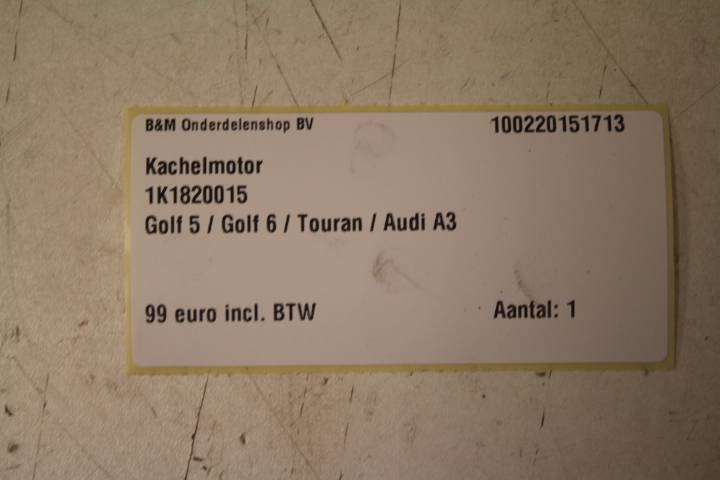 B&M Onderdelenshop BV 100220151713
Kachelmotor
1K1820015
Golf 5 / Golf 6 / Touran / Audi A3
99 euro incl. BTW Aantal: 1